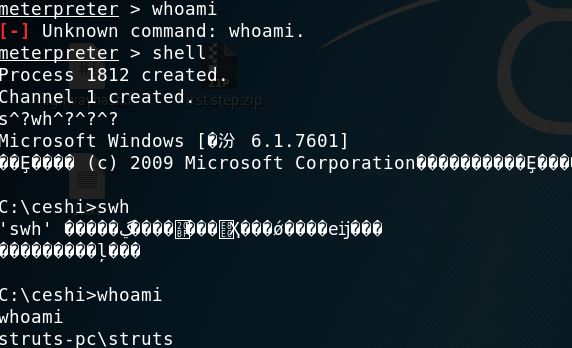 meterpreter > whoami
[-] Unknown command: whoami.
meterpreter > shell
Process 1812 created.
Channel 1 created.
s^?wh^?^?^?
Microsoft Windows [�汾 6.1.7601]
(c) 2009 Microsoft Corporation
C:\ceshi>swh
'swh'
C:\ceshi>whoami
whoami
struts-pc\struts